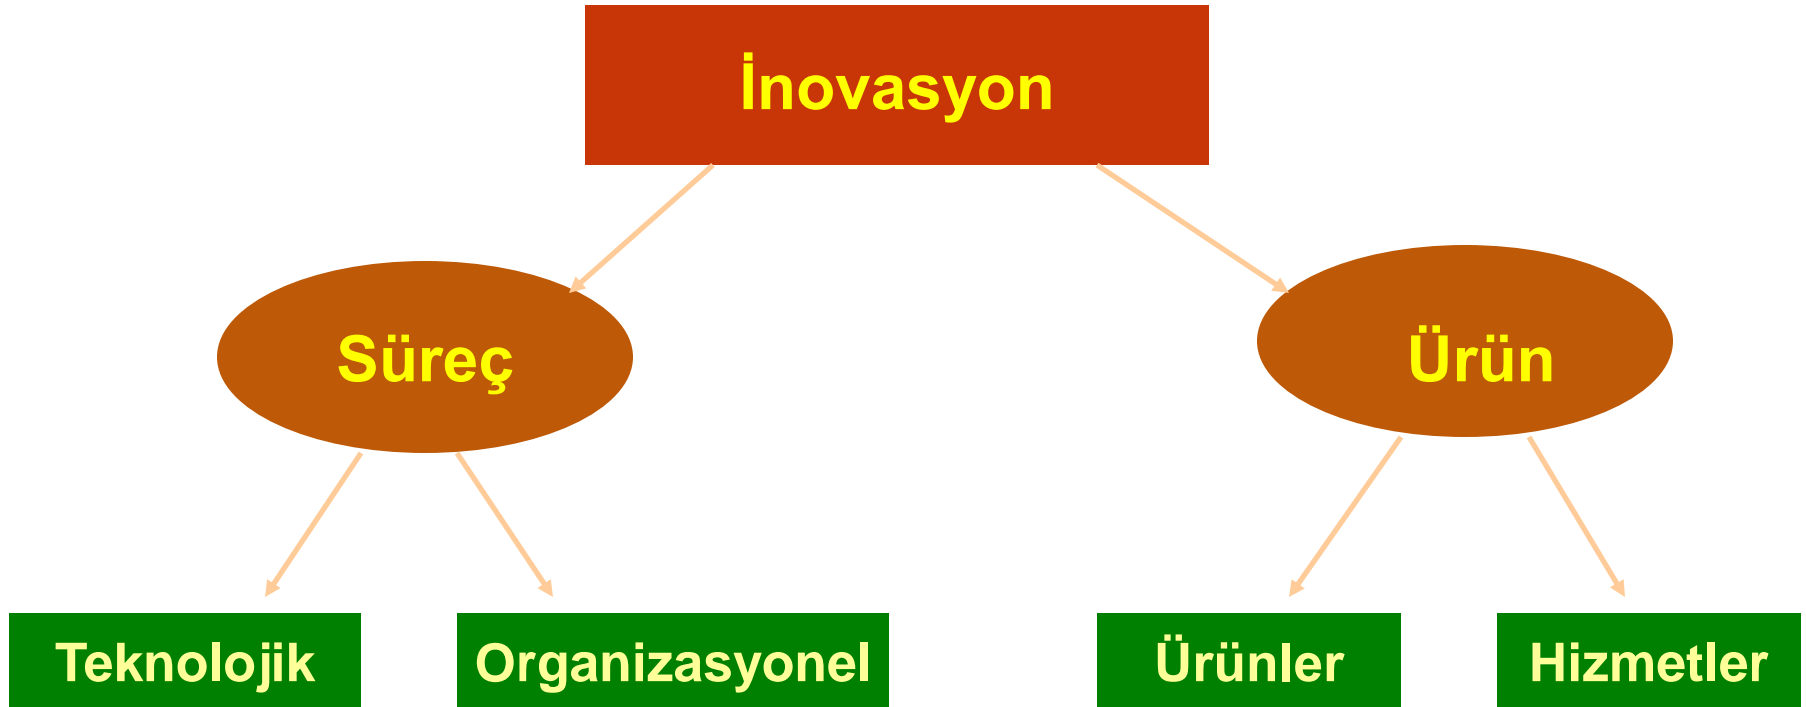 İnovasyon
Süreç
Ürün
Teknolojik
Organizasyonel
Ürünler
Hizmetler